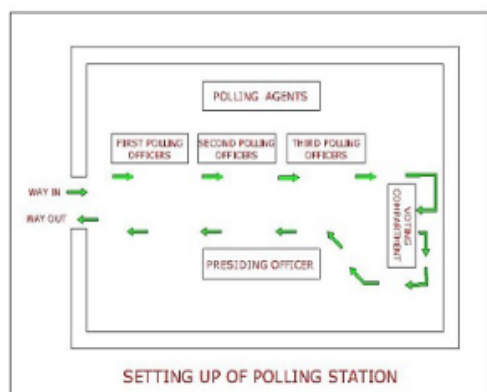 POLLING AGENTS
FIRST POLLING
OFFICERS
SECOND POLLING
OFFICERS
THIRD POLLING
OFFICERS
WAY IN
WAY OUT
VOTING
COMPARTMENT
PRESIDING OFFICER
SETTING UP OF POLLING STATION